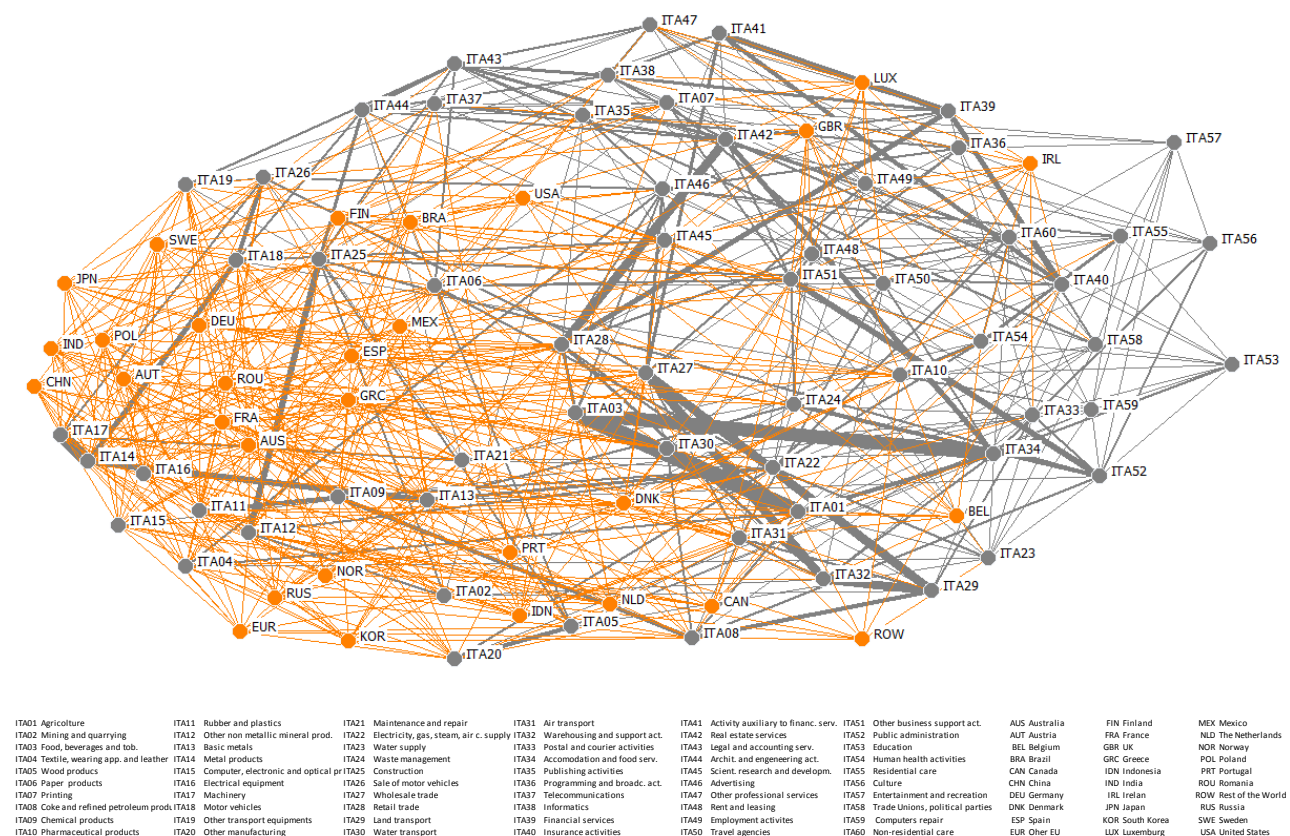 ITA47
ITA41
ITA43
ITA38
LUX
ITA44
ITA37
ITA35
ITA07
ITA39
GBR
ITA42
ITA36
ITA57
IRL
ITA19
ITA26
ITA46
ITA49
USA
FIN
BRA
SWE
ITA45
ITA60
ITA55
ITA56
ITA18
ITA25
ITA48
JPN
ITA06
ITA51
ITA50
ITA40
DEU
MEX
IND
POL
ESP
ITA28
ITA54
ITA58
CHN
AUT
ROU
ITA27
ITA10
ITA53
GRC
ITA03
ITA24
ITA33
ITA59
FRA
ITA17
AUS
ITA30
ITA34
ITA14
ITA16
ITA21
ITA22
ITA52
ITA09
ITA13
DNK
ITA11
ITA01
BEL
ITA15
ITA12
ITA31
ITA04
PRT
ITA23
NOR
ITA32
ITA29
RUS
ITA02
IDN
NLD
CAN
EUR
KOR
ITA05
ITA08
ROW
ITA20
ITA01 Agriculture ITA11 Rubber and plastics ITA21 Maintenance and repair ITA31 Air transport ITA41 Activity auxiliary to financ. serv. ITA51 Other business support act. AUS Australia FIN Finland MEX Mexico
ITA02 Mining and quarrying ITA12 Other non metallic mineral prod. ITA22 Electricity, gas, steam, air c. supply ITA32 Warehousing and support act. ITA42 Real estate services ITA52 Public administration AUT Austria FRA France NLD The Netherlands
ITA03 Food, beverages and tob. ITA13 Basic metals ITA23 Water supply ITA33 Postal and courier activities ITA43 Legal and accounting serv. ITA53 Education BEL Belgium GBR UK NOR Norway
ITA04 Textile, wearing app. and leather ITA14 Metal products ITA24 Waste management ITA34 Accomodation and food serv. ITA44 Archit. and engeneering act. ITA54 Human health activities BRA Brazil GRC Greece POL Poland
ITA05 Wood products ITA15 Computer, electronic and optical pr ITA25 Construction ITA35 Publishing activities ITA45 Scient. research and developm. ITA55 Residential care CAN Canada IDN Indonesia PRT Portugal
ITA06 Paper products ITA16 Electrical equipment ITA26 Sale of motor vehicles ITA36 Programming and broadc. act. ITA46 Advertising ITA56 Culture CHN China IND India ROU Romania
ITA07 Printing ITA17 Machinery ITA27 Wholesale trade ITA37 Telecommunications ITA47 Other professional services ITA57 Entertainment and recreation DEU Germany IRL Irelan ROW Rest of the World
ITA08 Coke and refined petroleum produ ITA18 Motor vehicles ITA28 Retail trade ITA38 Informatics ITA48 Rent and leasing ITA58 Trade Unions, political parties DNK Denmark JPN Japan RUS Russia
ITA09 Chemical products ITA19 Other transport equipments ITA29 Land transport ITA39 Financial services ITA49 Employment activities ITA59 Computers repair ESP Spain KOR South Korea SWE Sweden
ITA10 Pharmaceutical products ITA20 Other manufacturing ITA30 Water transport ITA40 Insurance activities ITA50 Travel agencies ITA60 Non-residential care EUR Oher EU LUX Luxemburg USA United States